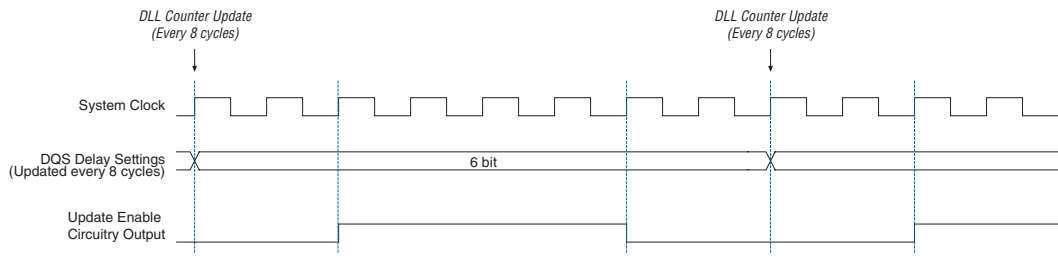 DLL Counter Update
(Every 8 cycles)
DLL Counter Update
(Every 8 cycles)
System Clock
DQS Delay Settings
(Updated every 8 cycles)
6 bit
Update Enable
Circuitry Output